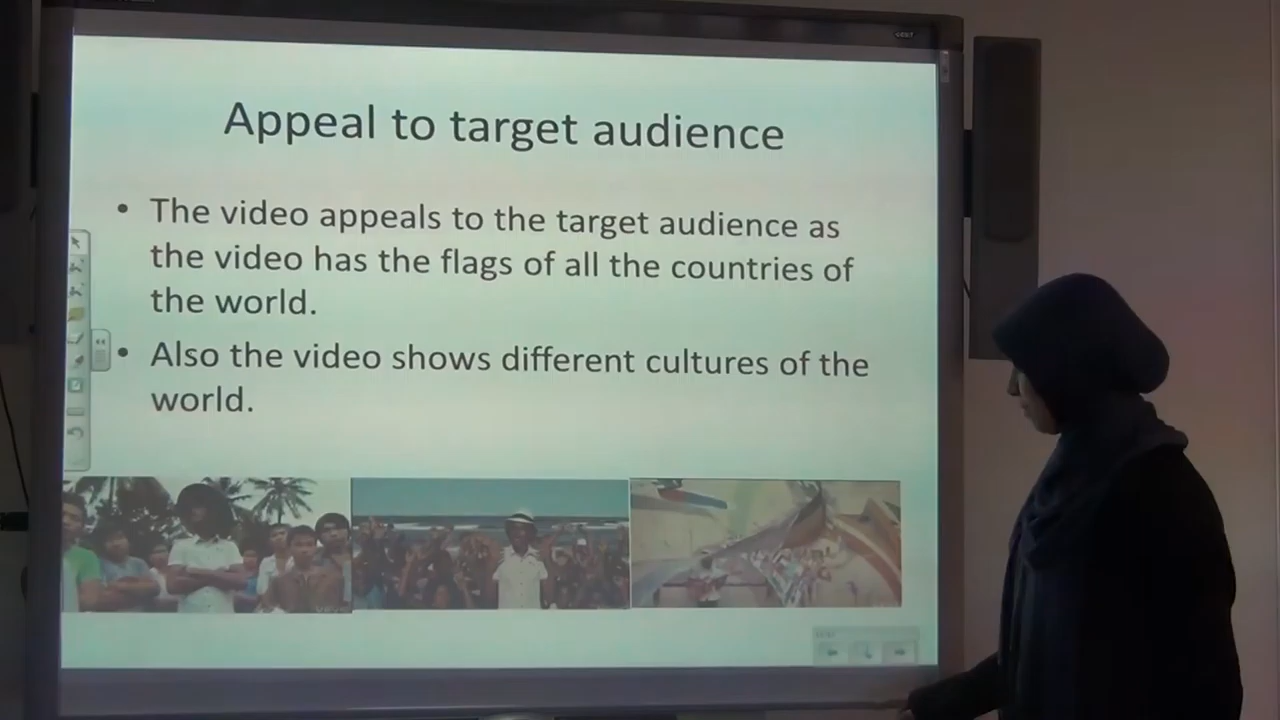 Appeal to target audience
• The video appeals to the target audience as
the video has the flags of all the countries of
the world.
• Also the video shows different cultures of the
world.